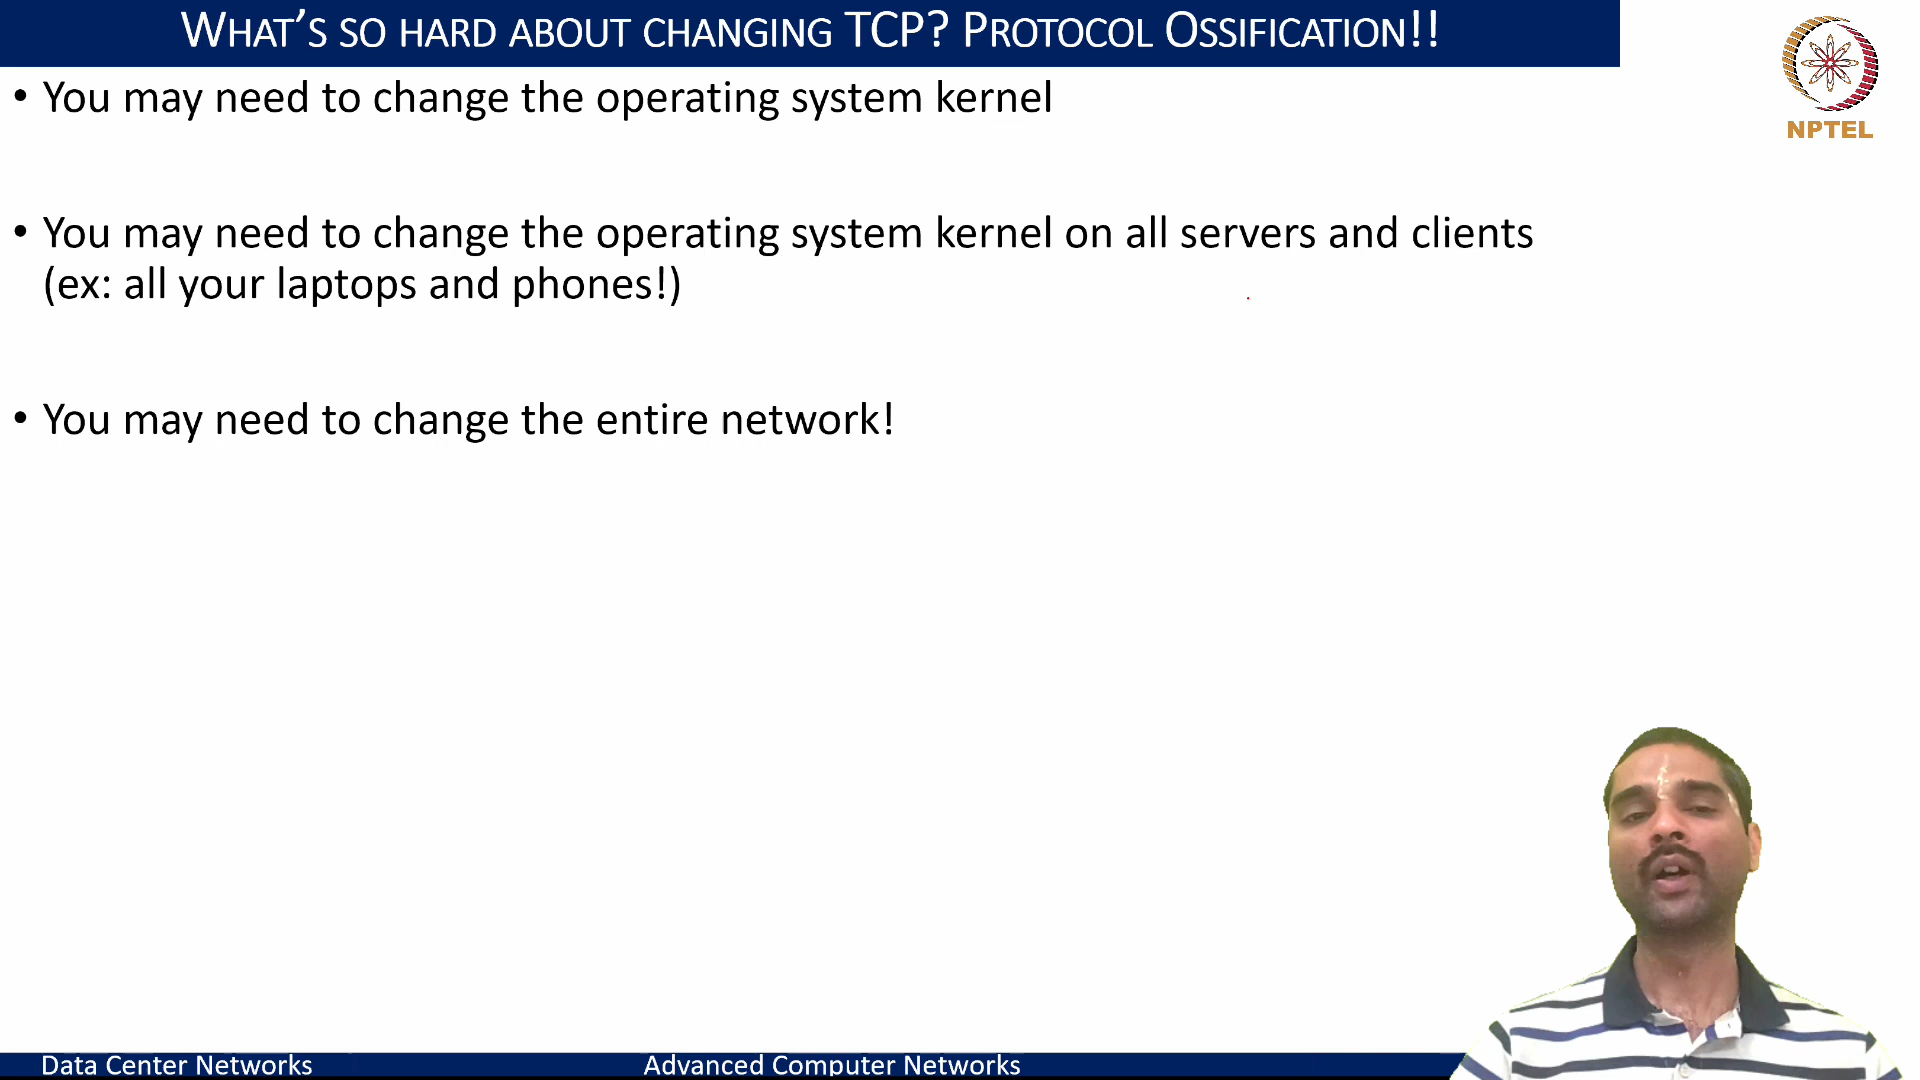 WHAT'S SO HARD ABOUT CHANGING TCP? PROTOCOL OSSIFICATION!!
NPTEL
• You may need to change the operating system kernel
• You may need to change the operating system kernel on all servers and clients
(ex: all your laptops and phones!)
• You may need to change the entire network!
Data Center Networks
Advanced Computer Networks